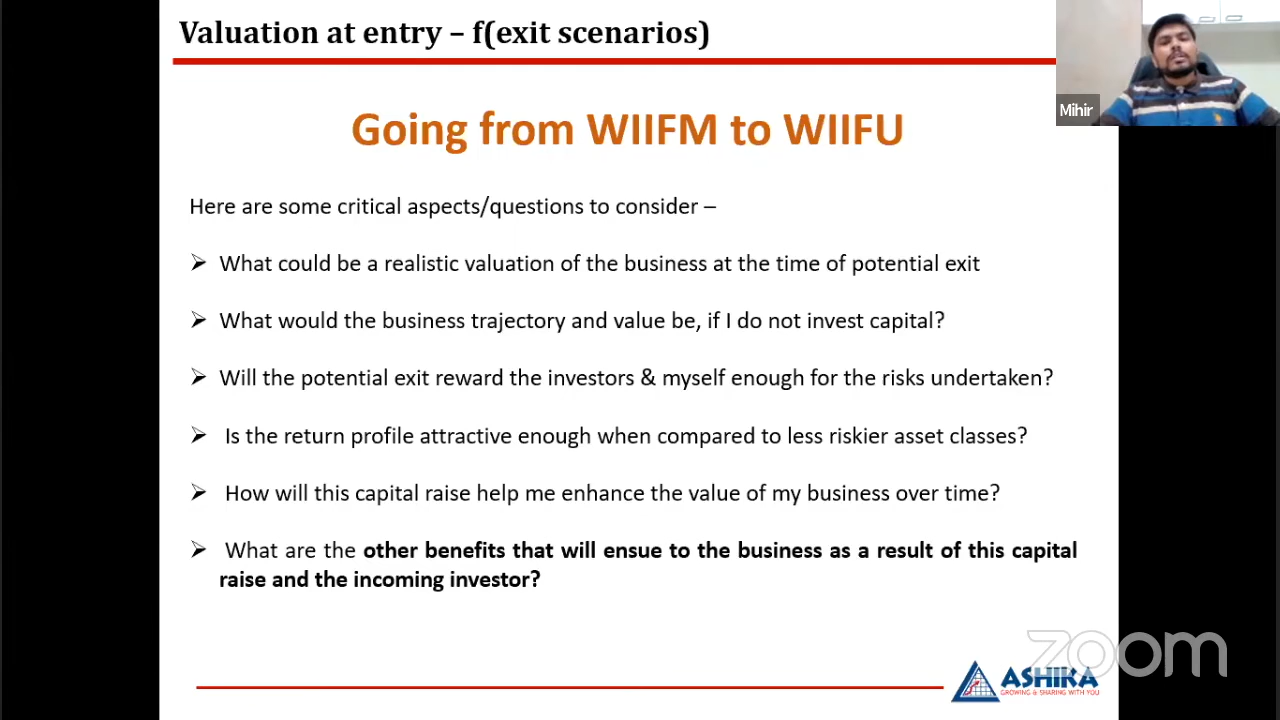 Valuation at entry – f(exit scenarios)
Mihir
Going from WIIFM to WIIFU
Here are some critical aspects/questions to consider –
➢ What could be a realistic valuation of the business at the time of potential exit
➢ What would the business trajectory and value be, if I do not invest capital?
➢ Will the potential exit reward the investors & myself enough for the risks undertaken?
➢ Is the return profile attractive enough when compared to less riskier asset classes?
➢ How will this capital raise help me enhance the value of my business over time?
➢ What are the other benefits that will ensue to the business as a result of this capital
raise and the incoming investor?
zoom
ASHIKA
GROWING & SHARING WITH YOU